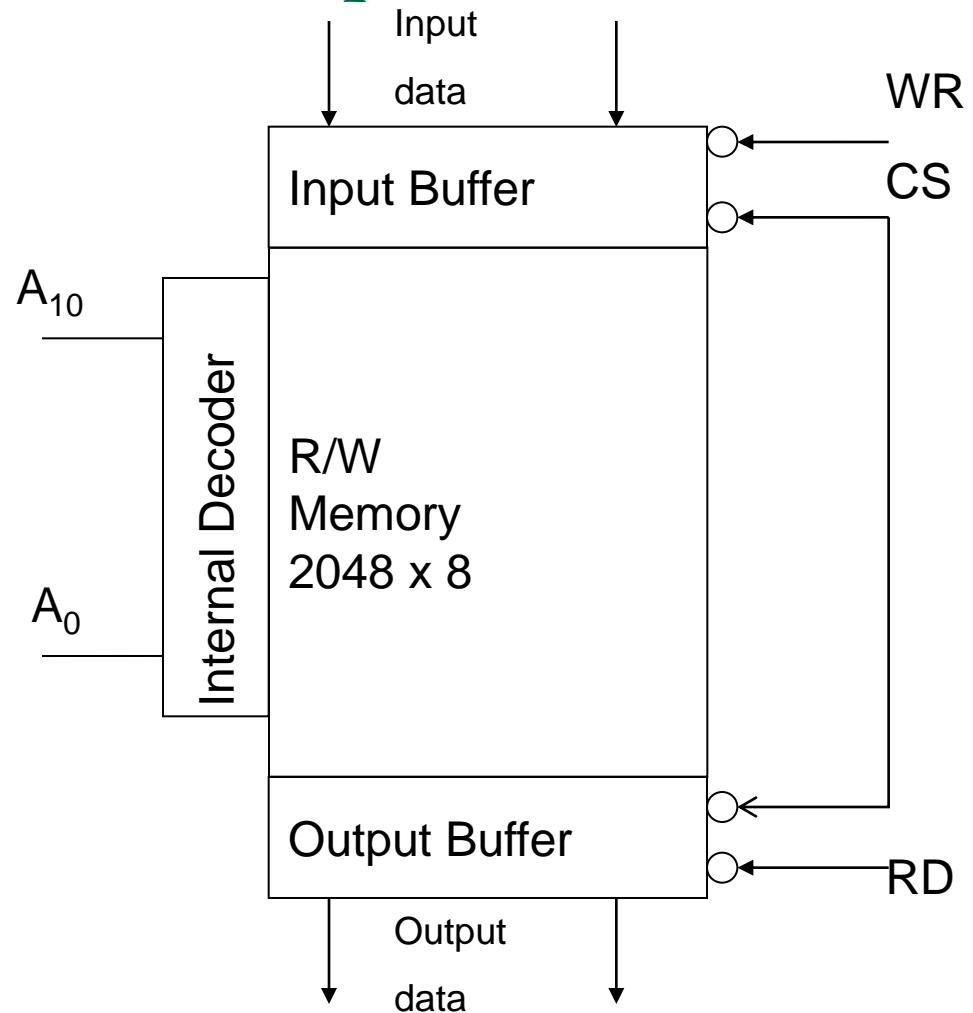 Input
data
WR
CS
Input Buffer
A₁₀
Internal Decoder
R/W
Memory
2048 x 8
A₀
Output Buffer
RD
Output
data